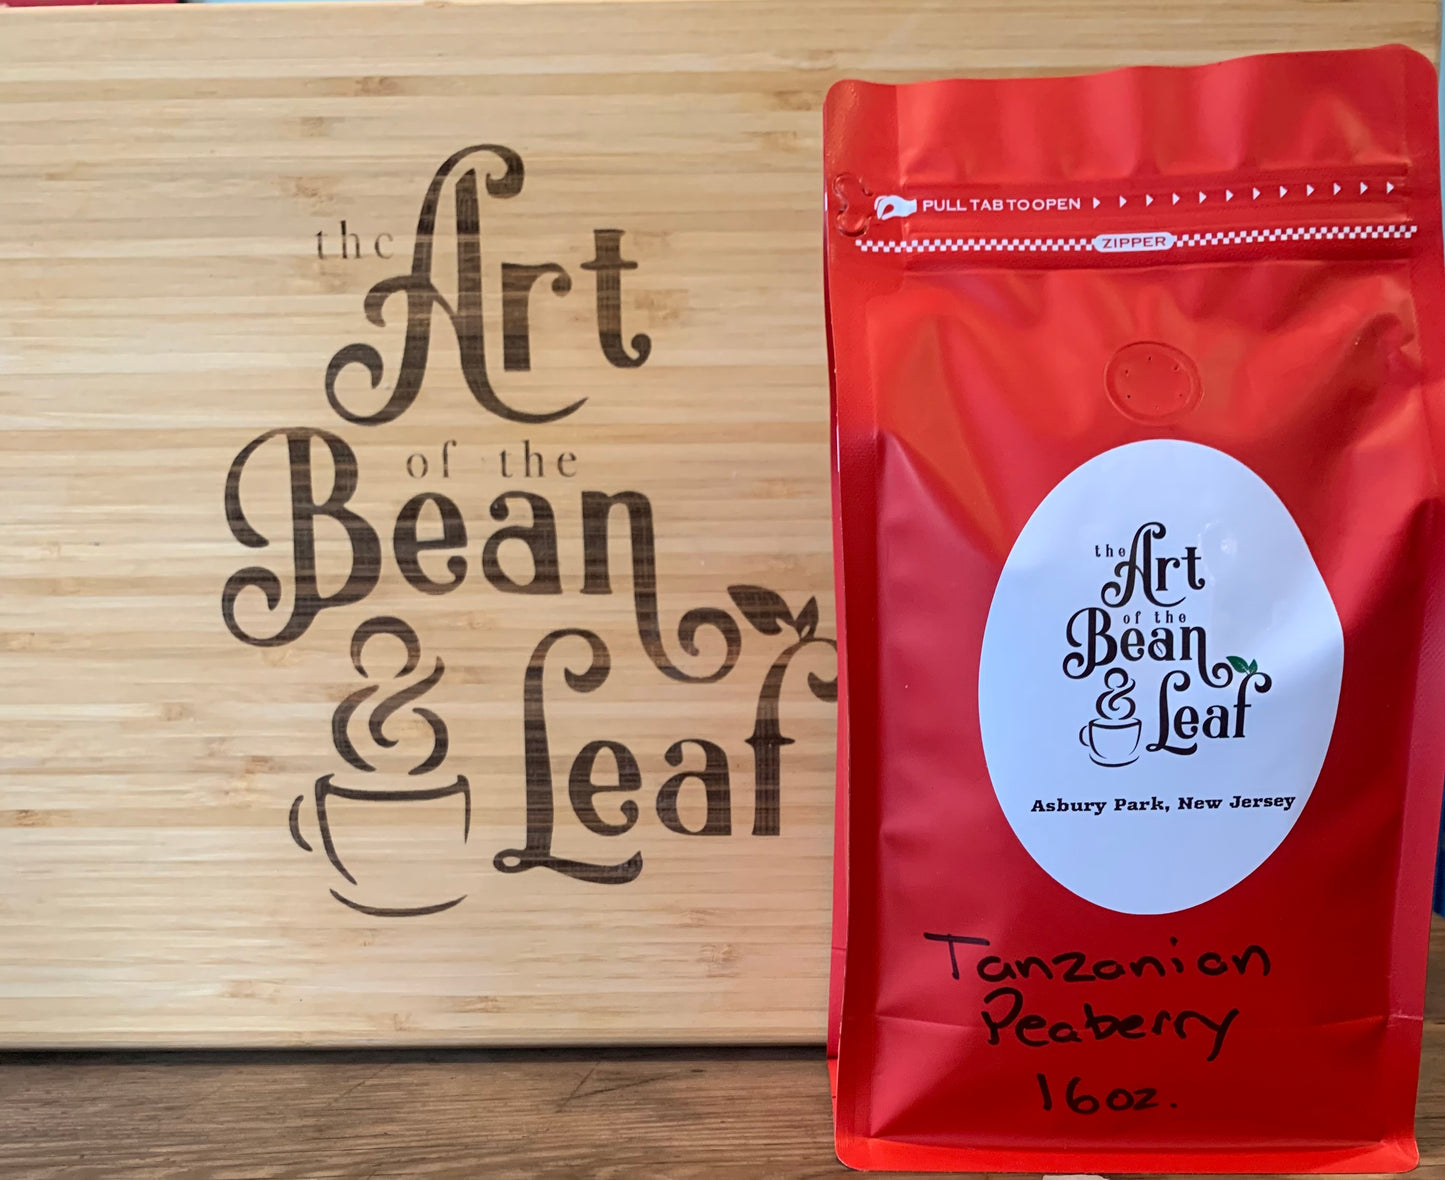 the Art
of the
Bean
& Leaf
PULL TAB TO OPEN
ZIPPER
the Art
of the
Bean
& Leaf
Asbury Park, New Jersey
Tanzanian
Peaberry
16oz.